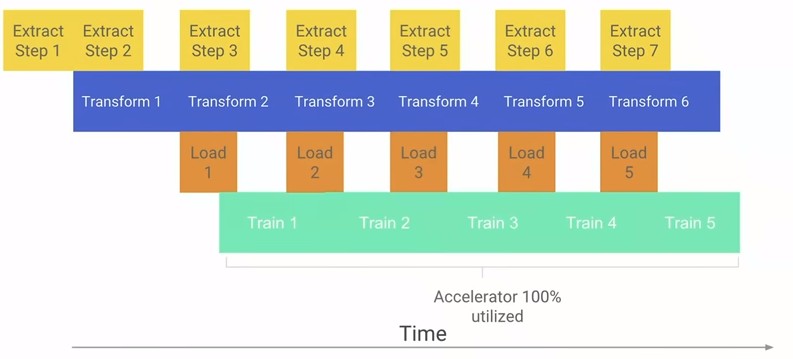 Extract
Step 1
Extract
Step 2
Extract
Step 3
Extract
Step 4
Extract
Step 5
Extract
Step 6
Extract
Step 7
Transform 1
Transform 2
Transform 3
Transform 4
Transform 5
Transform 6
Load
1
Load
2
Load
3
Load
4
Load
5
Train 1
Train 2
Train 3
Train 4
Train 5
Accelerator 100%
utilized
Time